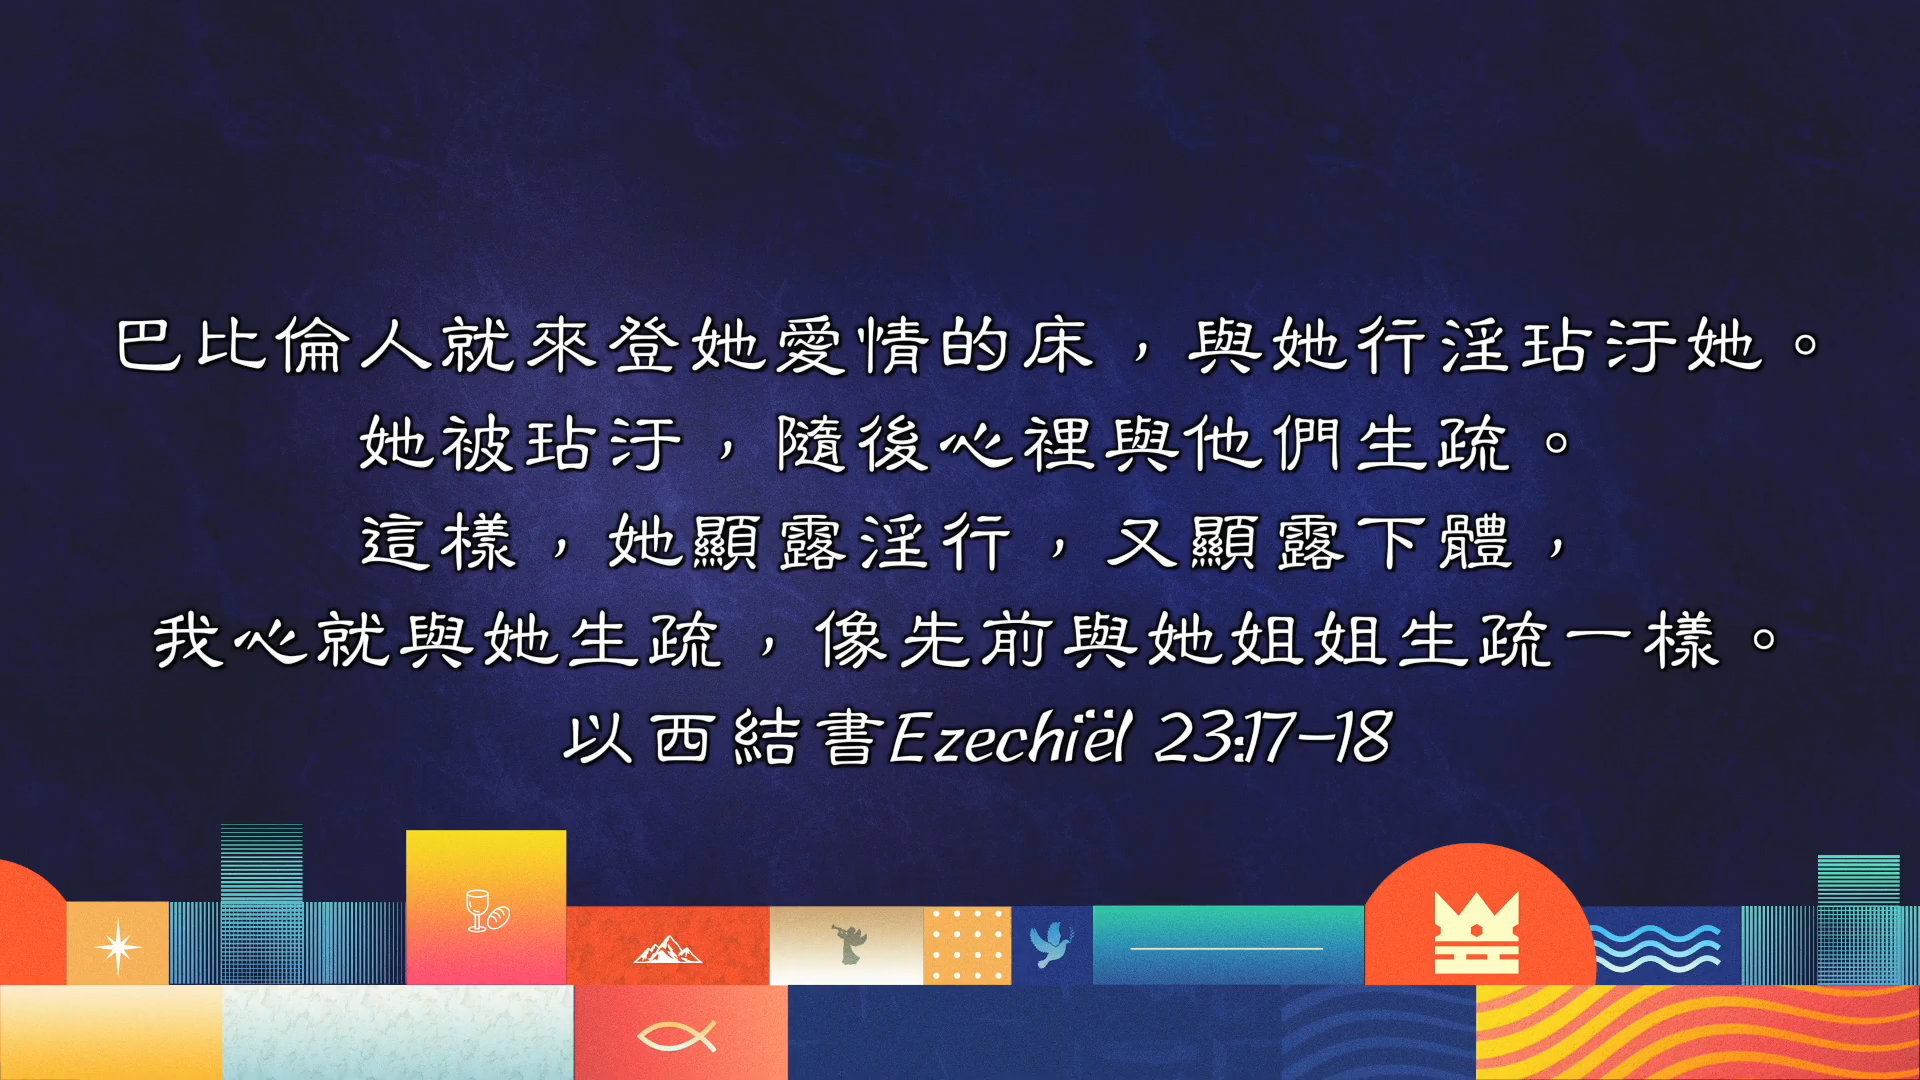 巴比倫人就來登她愛情的床，與她行淫玷汙她。
她被玷汙，隨後心裡與他們生疏。
這樣，她顯露淫行，又顯露下體，
我心就與她生疏，像先前與她姐姐生疏一樣。
以西結書Ezechiël 23:17-18